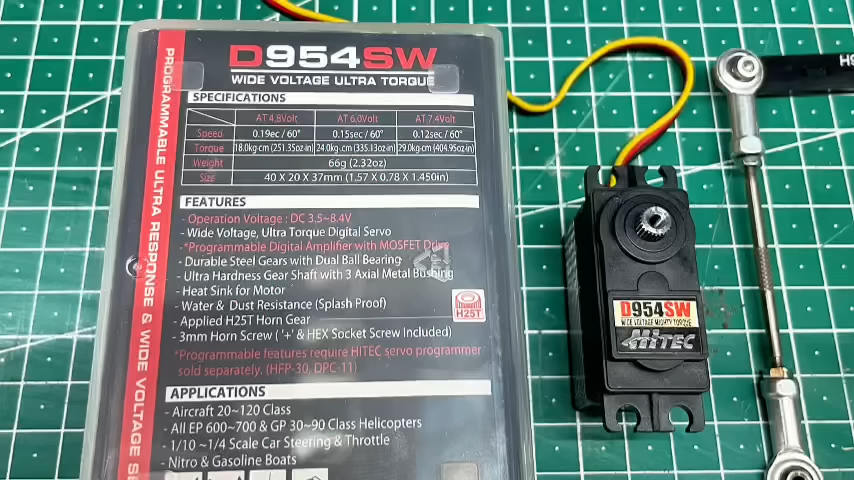 PROGRAMMABLE ULTRA RESPONSE & WIDE VOLTAGE SE
D954SW
WIDE VOLTAGE ULTRA TORQUE
SPECIFICATIONS
AT 4.8Volt AT 6.0Volt AT 7.4Volt
Speed 0.19ec / 60° 0.15sec / 60° 0.12sec / 60°
Torque 18.0kg·cm (251.35oz·in) 24.0kg·cm (335.13oz·in) 29.0kg·cm (404.95oz·in)
Weight 66g (2.32oz)
Size 40 X 20 X 37mm (1.57 X 0.78 X 1.450in)
FEATURES
- Operation Voltage : DC 3.5~8.4V
- Wide Voltage, Ultra Torque Digital Servo
- *Programmable Digital Amplifier with MOSFET Drive
- Durable Steel Gears with Dual Ball Bearing
- Ultra Hardness Gear Shaft with 3 Axial Metal Bushing
- Heat Sink for Motor
- Water & Dust Resistance (Splash Proof)
- Applied H25T Horn Gear
- 3mm Horn Screw ( '+' & HEX Socket Screw Included)
H25T
*Programmable features require HITEC servo programmer
sold separately. (HFP-30, DPC-11)
APPLICATIONS
- Aircraft 20~120 Class
- All EP 600~700 & GP 30~90 Class Helicopters
- 1/10 ~1/4 Scale Car Steering & Throttle
- Nitro & Gasoline Boats
D954SW
WIDE VOLTAGE MIGHTY TORQUE
HiTEC